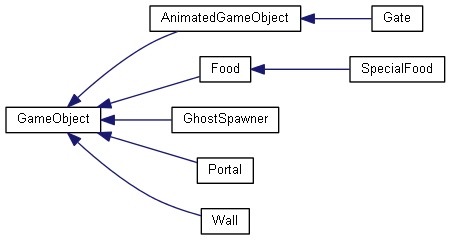 AnimatedGameObject
Gate
Food
SpecialFood
GameObject
GhostSpawner
Portal
Wall